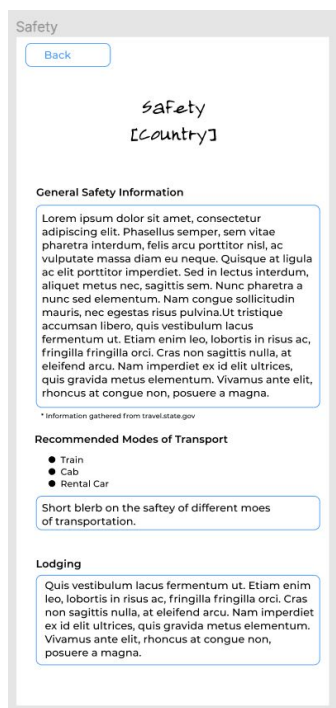 Safety
Back
Safety
[Country]
General Safety Information
Lorem ipsum dolor sit amet, consectetur
adipiscing elit. Phasellus semper, sem vitae
pharetra interdum, felis arcu porttitor nisl, ac
vulputate massa diam eu neque. Quisque at ligula
ac elit porttitor imperdiet. Sed in lectus interdum,
aliquet metus nec, sagittis sem. Nunc pharetra a
nunc sed elementum. Nam congue sollicitudin
mauris, nec egestas risus pulvina.Ut tristique
accumsan libero, quis vestibulum lacus
fermentum ut. Etiam enim leo, lobortis in risus ac,
fringilla fringilla orci. Cras non sagittis nulla, at
eleifend arcu. Nam imperdiet ex id elit ultrices,
quis gravida metus elementum. Vivamus ante elit,
rhoncus at congue non, posuere a magna.
* Information gathered from travel.state.gov
Recommended Modes of Transport
● Train
● Cab
● Rental Car
Short blerb on the saftey of different moes
of transportation.
Lodging
Quis vestibulum lacus fermentum ut. Etiam enim
leo, lobortis in risus ac, fringilla fringilla orci. Cras
non sagittis nulla, at eleifend arcu. Nam imperdiet
ex id elit ultrices, quis gravida metus elementum.
Vivamus ante elit, rhoncus at congue non,
posuere a magna.